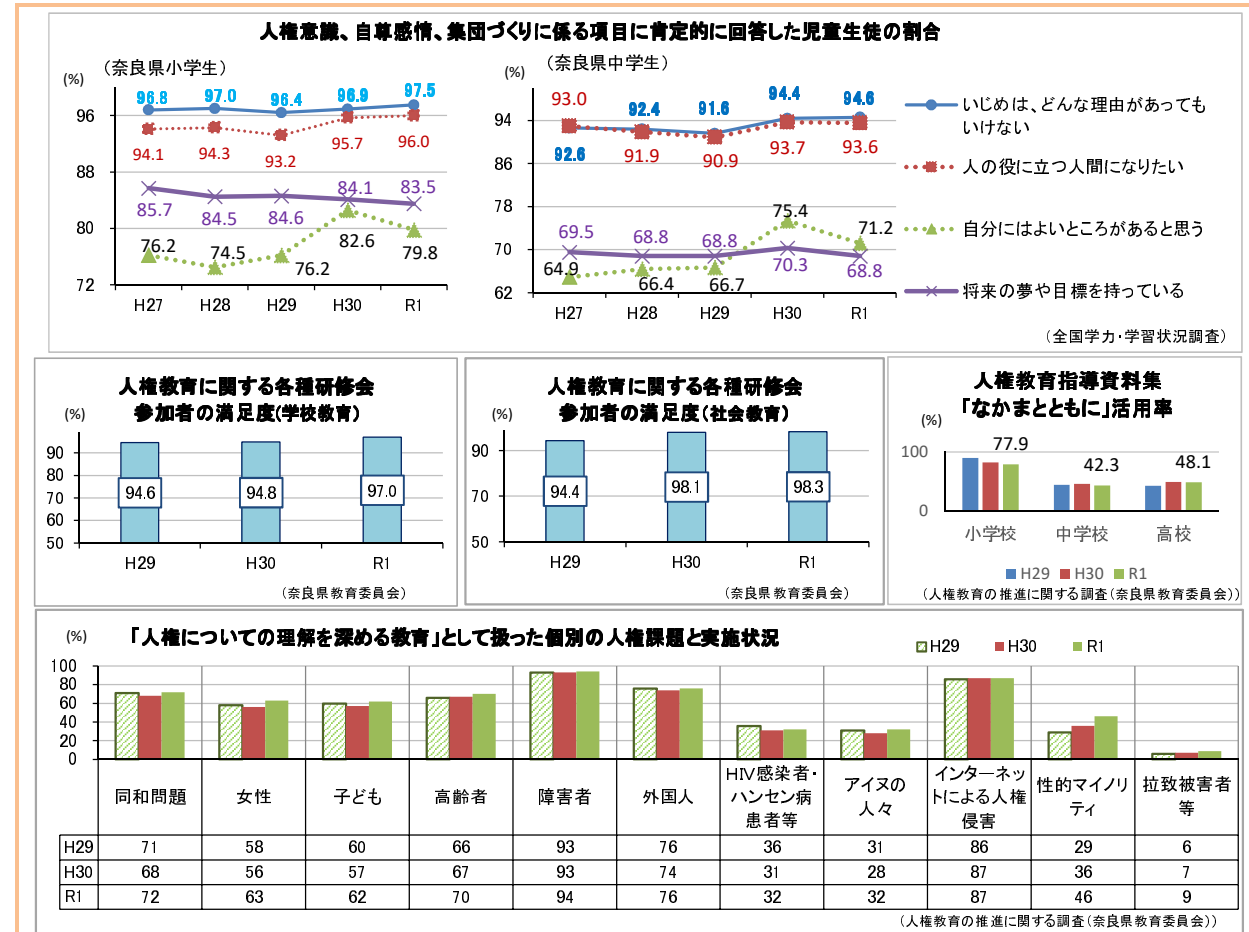 人権意識、自尊感情、集団づくりに係る項目に肯定的に回答した児童生徒の割合
(%)
(奈良県小学生)
96.8 97.0 96.4 96.9 97.5
96
94.1 94.3 93.2 95.7 96.0
88
85.7 84.5 84.6 84.1 83.5
80
76.2 74.5 76.2 82.6 79.8
72
H27 H28 H29 H30 R1
(%)
(奈良県中学生)
93.0 92.4 91.6 94.4 94.6
94
92.6 91.9 90.9 93.7 93.6
86
78
75.4 71.2
69.5 68.8 68.8
70
64.9 66.4 66.7 70.3 68.8
62
H27 H28 H29 H30 R1
いじめは、どんな理由があっても
いけない
人の役に立つ人間になりたい
自分にはよいところがあると思う
将来の夢や目標を持っている
(全国学力・学習状況調査)
人権教育に関する各種研修会
参加者の満足度(学校教育)
(%)
90
80
70
60
50
94.6 94.8 97.0
H29 H30 R1
(奈良県教育委員会)
人権教育に関する各種研修会
参加者の満足度(社会教育)
(%)
90
70
50
94.4 98.1 98.3
H29 H30 R1
(奈良県教育委員会)
人権教育指導資料集
「なかまとともに」活用率
(%)
100
0
77.9 42.3 48.1
小学校 中学校 高校
H29 H30 R1
(人権教育の推進に関する調査(奈良県教育委員会))
(%)
「人権についての理解を深める教育」として扱った個別の人権課題と実施状況
H29 H30 R1
100
80
60
40
20
0
同和問題 女性 子ども 高齢者 障害者 外国人 HIV感染者・ハンセン病患者等 アイヌの人々 インターネットによる人権侵害 性的マイノリティ 拉致被害者等
H29 71 58 60 66 93 76 36 31 86 29 6
H30 68 56 57 67 93 74 31 28 87 36 7
R1 72 63 62 70 94 76 32 32 87 46 9
(人権教育の推進に関する調査(奈良県教育委員会))